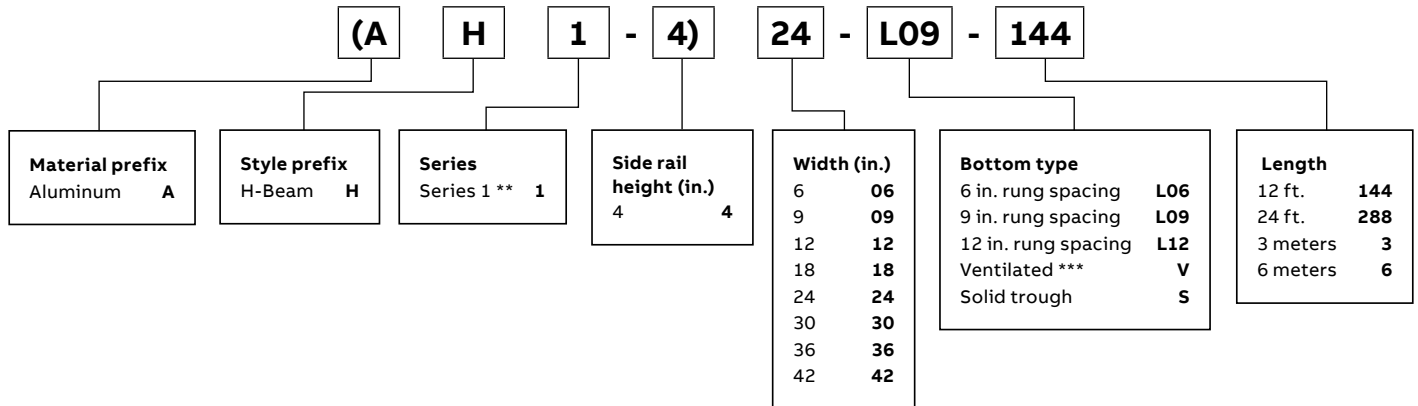 (A H 1 - 4) 24 - L09 - 144
Material prefix
Aluminum A
Style prefix
H-Beam H
Series
Series 1 ** 1
Side rail
height (in.)
4 4
Width (in.)
6 06
9 09
12 12
18 18
24 24
30 30
36 36
42 42
Bottom type
6 in. rung spacing L06
9 in. rung spacing L09
12 in. rung spacing L12
Ventilated *** V
Solid trough S
Length
12 ft. 144
24 ft. 288
3 meters 3
6 meters 6